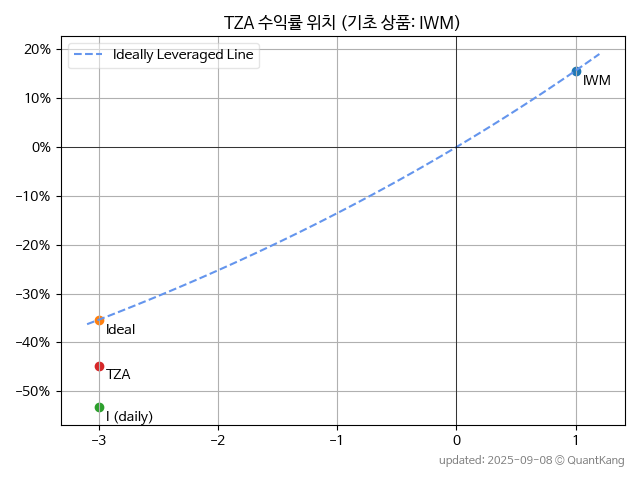 TZA 수익률 위치 (기초 상품: IWM)
Ideally Leveraged Line
20%
10%
0%
−10%
−20%
−30%
−40%
−50%
IWM
Ideal
TZA
I (daily)
−3
−2
−1
0
1
updated: 2025-09-08 © QuantKang